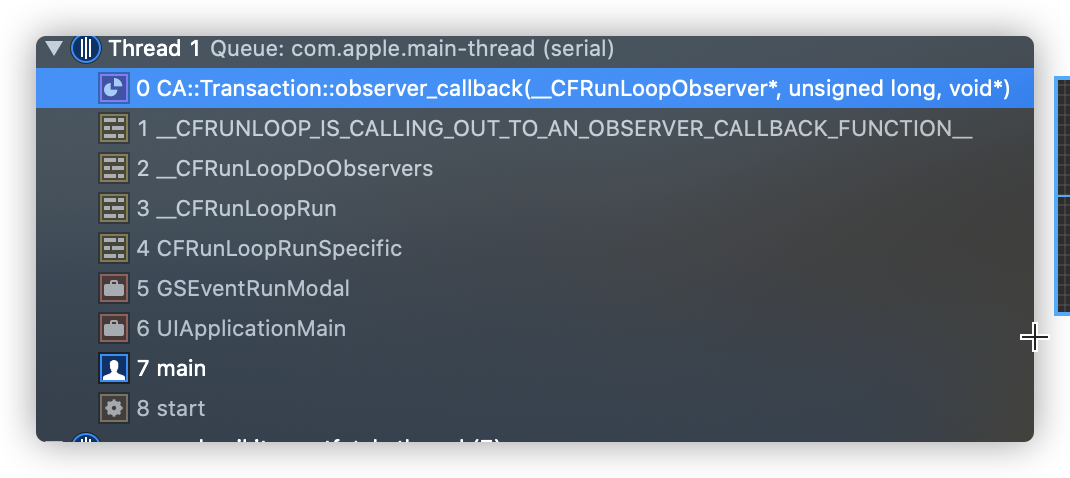 Thread 1 Queue: com.apple.main-thread (serial)
0 CA::Transaction::observer_callback(__CFRunLoopObserver*, unsigned long, void*)
1 __CFRUNLOOP_IS_CALLING_OUT_TO_AN_OBSERVER_CALLBACK_FUNCTION__
2 __CFRunLoopDoObservers
3 __CFRunLoopRun
4 CFRunLoopRunSpecific
5 GSEventRunModal
6 UIApplicationMain
7 main
8 start